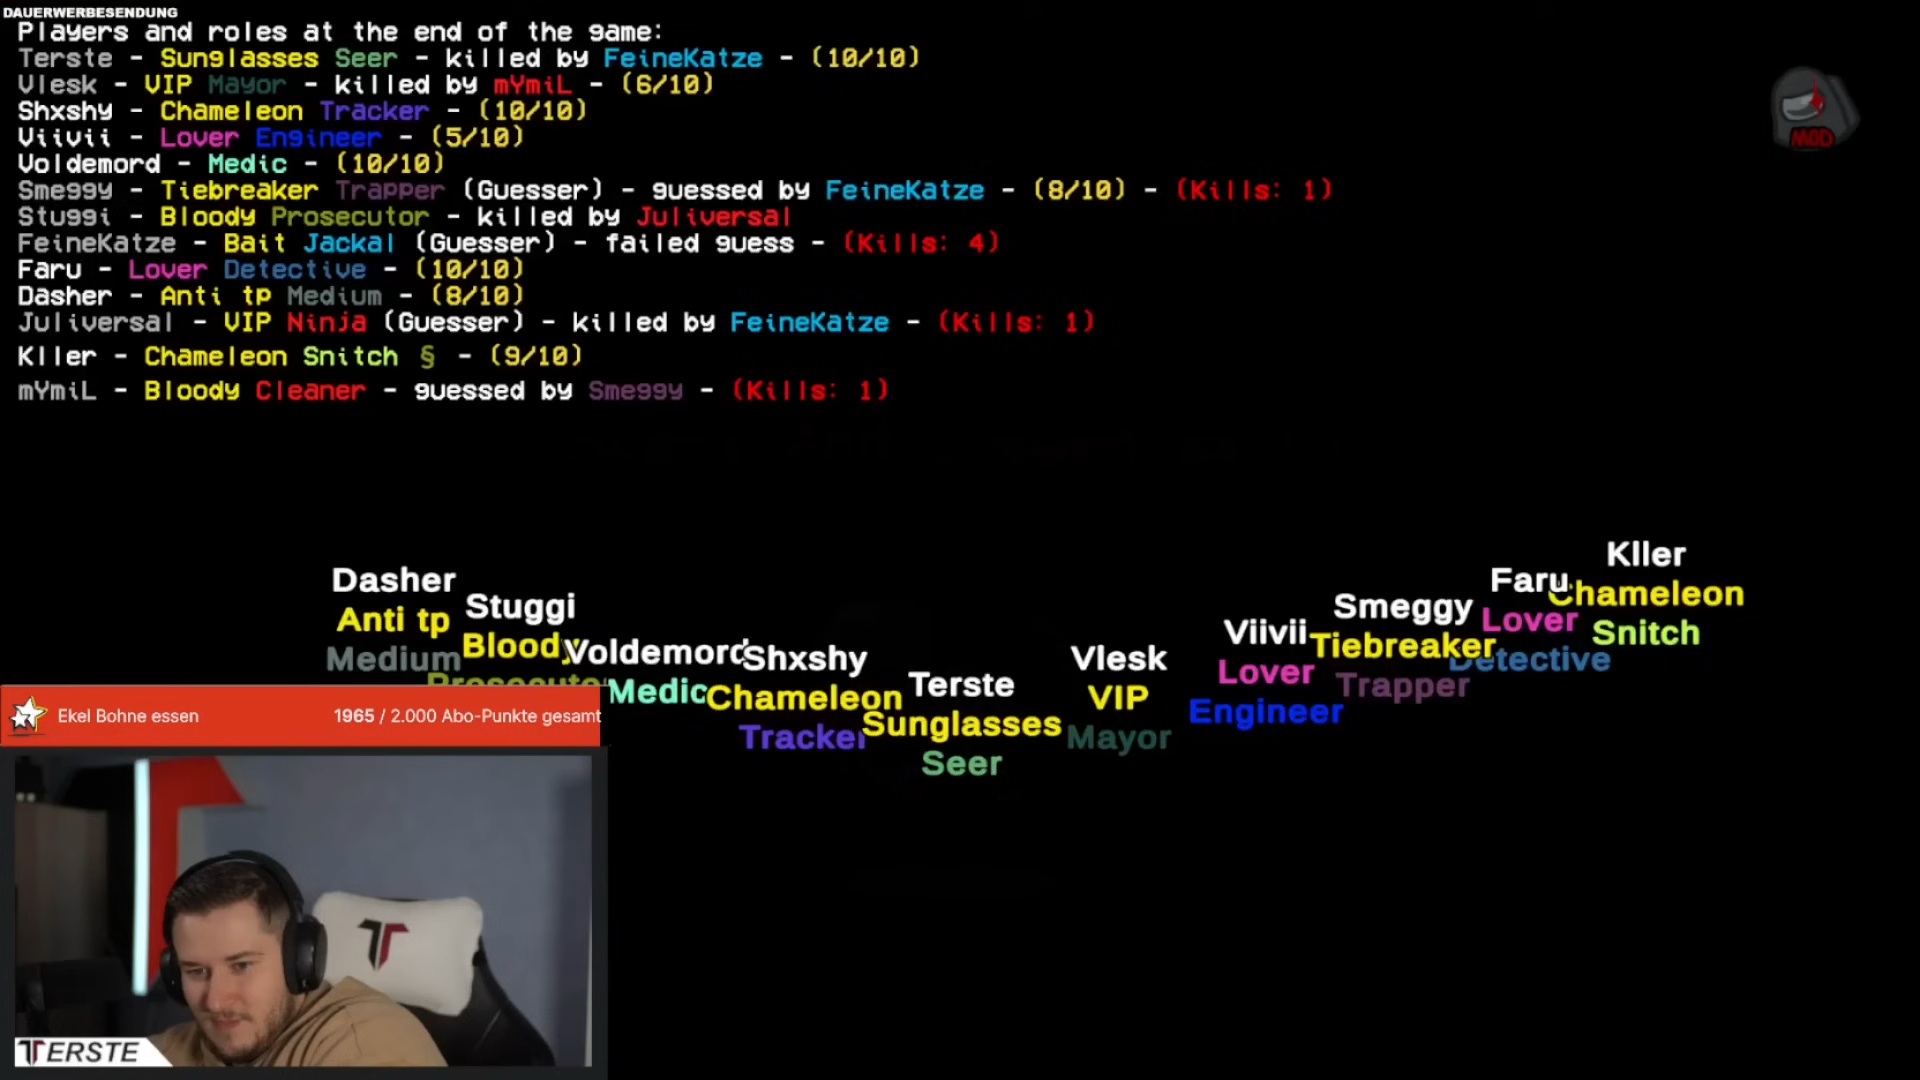 DAUERWERBESENDUNG
Players and roles at the end of the game:
Terste - Sunglasses Seer - killed by FeineKatze - (10/10)
Vlesk - VIP Mayor - killed by mYmiL - (6/10)
Shxshy - Chameleon Tracker - (10/10)
Viivii - Lover Engineer - (5/10)
Voldemord - Medic - (10/10)
Smeggy - Tiebreaker Trapper (Guesser) - guessed by FeineKatze - (8/10) - (Kills: 1)
Stuggi - Bloody Prosecutor - killed by Juliversal
FeineKatze - Bait Jackal (Guesser) - failed guess - (Kills: 4)
Faru - Lover Detective - (10/10)
Dasher - Anti tp Medium - (8/10)
Juliversal - VIP Ninja (Guesser) - killed by FeineKatze - (Kills: 1)
Kller - Chameleon Snitch § - (9/10)
mYmiL - Bloody Cleaner - guessed by Smeggy - (Kills: 1)
MOD
Dasher
Anti tp
Medium
Stuggi
Bloody
Prosecutor
Voldemord
Medic
Shxshy
Chameleon
Tracker
Terste
Sunglasses
Seer
Vlesk
VIP
Mayor
Viivii
Lover
Engineer
Smeggy
Tiebreaker
Trapper
Faru
Lover
Detective
Kller
Chameleon
Snitch
Ekel Bohne essen 1965 / 2.000 Abo-Punkte gesamt
TERSTE